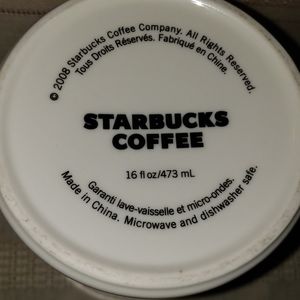 © 2008 Starbucks Coffee Company. All Rights Reserved.
Tous Droits Réservés. Fabriqué en Chine.
STARBUCKS
COFFEE
16 fl oz/473 mL
Garanti lave-vaisselle et micro-ondes.
Made in China. Microwave and dishwasher safe.